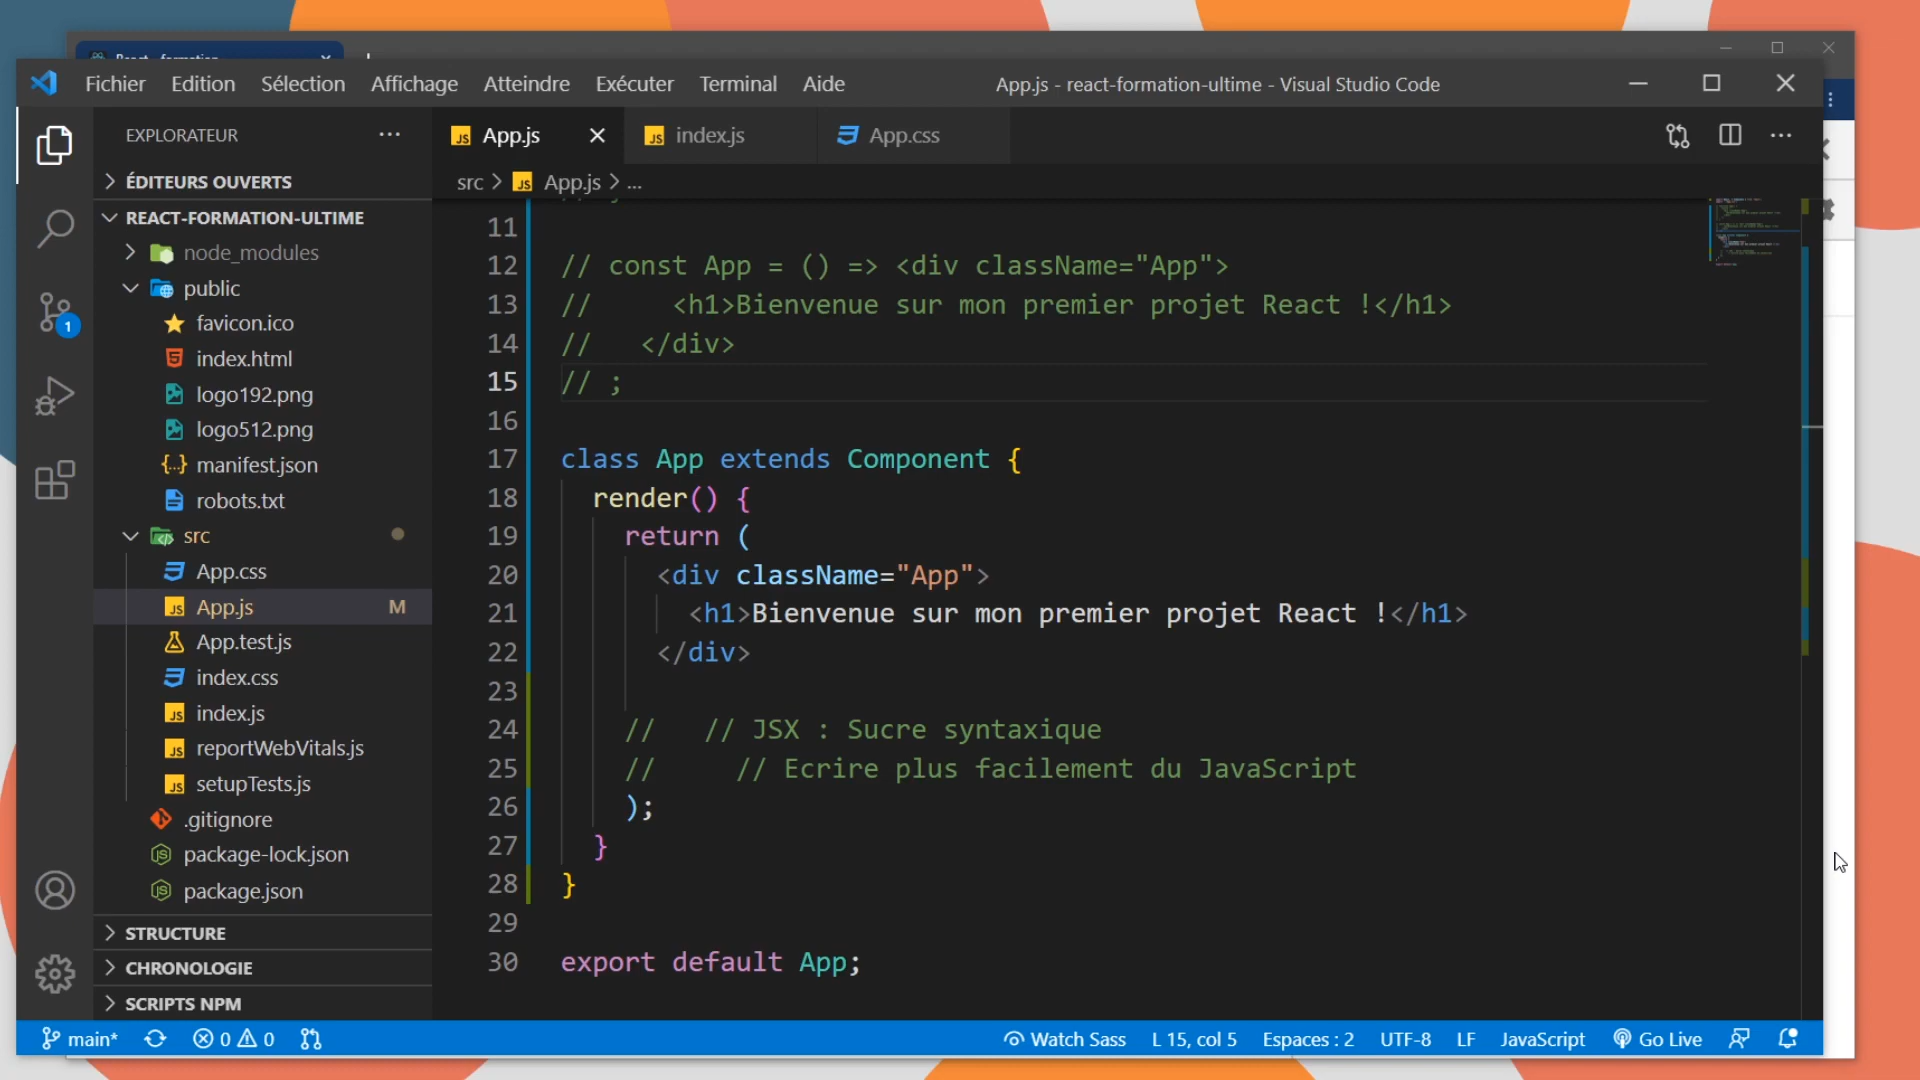 React - formation
Fichier Edition Sélection Affichage Atteindre Exécuter Terminal Aide App.js - react-formation-ultime - Visual Studio Code
EXPLORATEUR ... App.js index.js App.css ...
ÉDITEURS OUVERTS
src > App.js > ...
REACT-FORMATION-ULTIME
node_modules
public
favicon.ico
index.html
logo192.png
logo512.png
manifest.json
robots.txt
src
App.css
App.js M
App.test.js
index.css
index.js
reportWebVitals.js
setupTests.js
.gitignore
package-lock.json
package.json
STRUCTURE
CHRONOLOGIE
SCRIPTS NPM
1
11
12 // const App = () => <div className="App">
13 //     <h1>Bienvenue sur mon premier projet React !</h1>
14 //   </div>
15 // ;
16
17 class App extends Component {
18   render() {
19     return (
20       <div className="App">
21         <h1>Bienvenue sur mon premier projet React !</h1>
22       </div>
23
24     //   // JSX : Sucre syntaxique
25     //     // Ecrire plus facilement du JavaScript
26     );
27   }
28 }
29
30 export default App;
main* 0 0 Watch Sass L 15, col 5 Espaces : 2 UTF-8 LF JavaScript Go Live